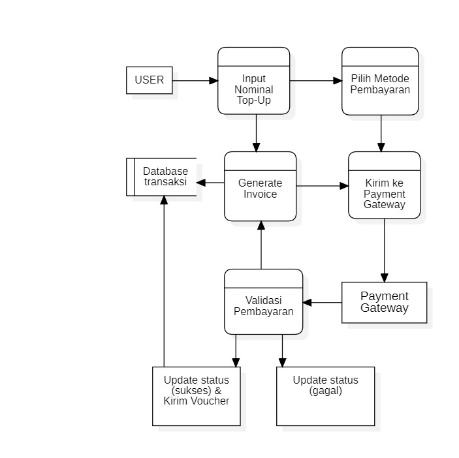 USER
Input
Nominal
Top-Up
Pilih Metode
Pembayaran
Database
transaksi
Generate
Invoice
Kirim ke
Payment
Gateway
Validasi
Pembayaran
Payment
Gateway
Update status
(sukses) &
Kirim Voucher
Update status
(gagal)